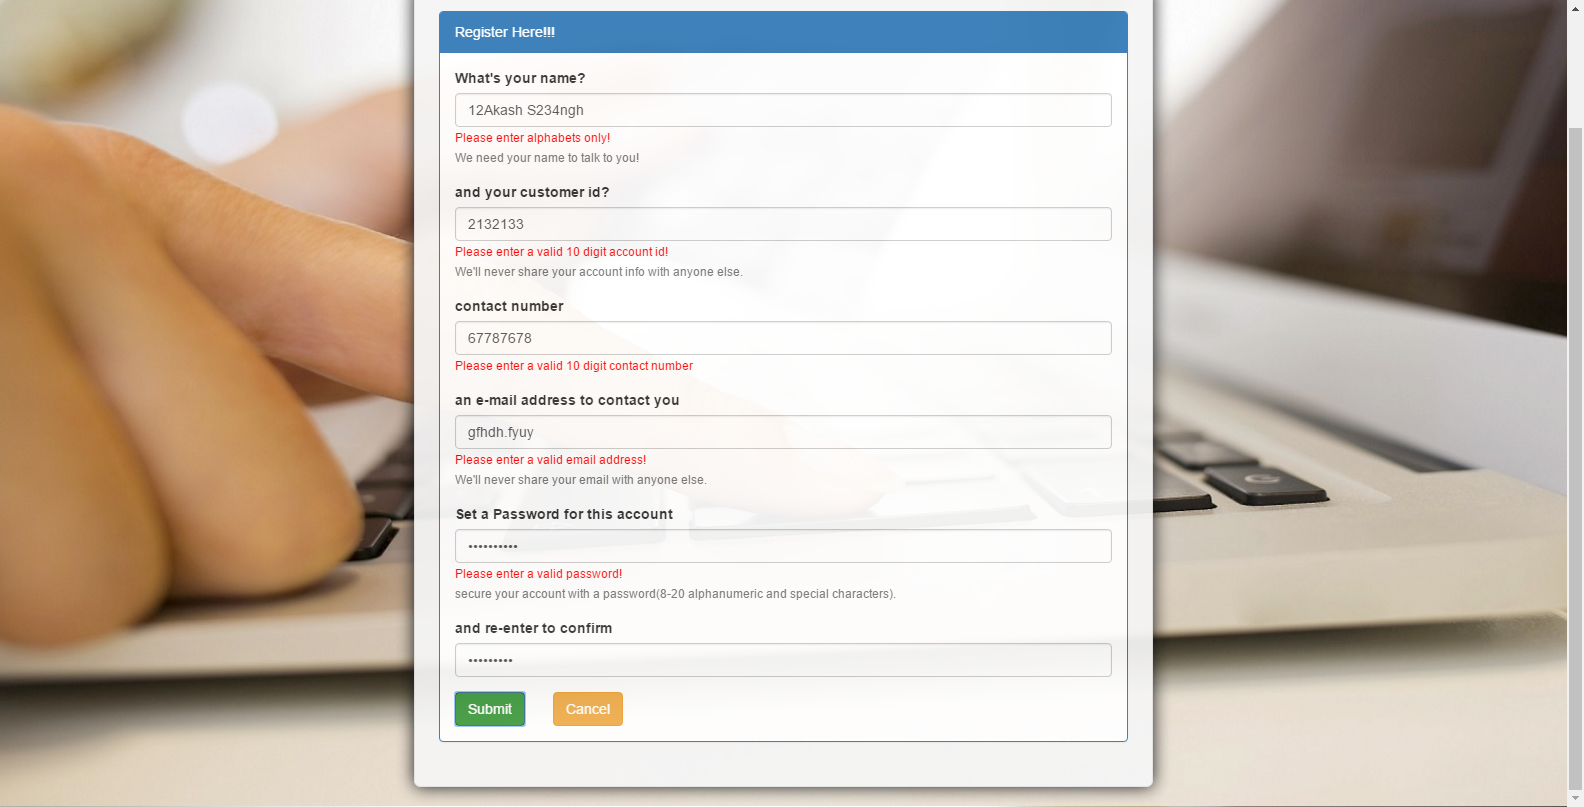 Register Here!!!
What's your name?
12Akash S234ngh
Please enter alphabets only!
We need your name to talk to you!
and your customer id?
2132133
Please enter a valid 10 digit account id!
We'll never share your account info with anyone else.
contact number
67787678
Please enter a valid 10 digit contact number
an e-mail address to contact you
gfhdh.fyuy
Please enter a valid email address!
We'll never share your email with anyone else.
Set a Password for this account
••••••••••
Please enter a valid password!
secure your account with a password(8-20 alphanumeric and special characters).
and re-enter to confirm
•••••••••
Submit Cancel